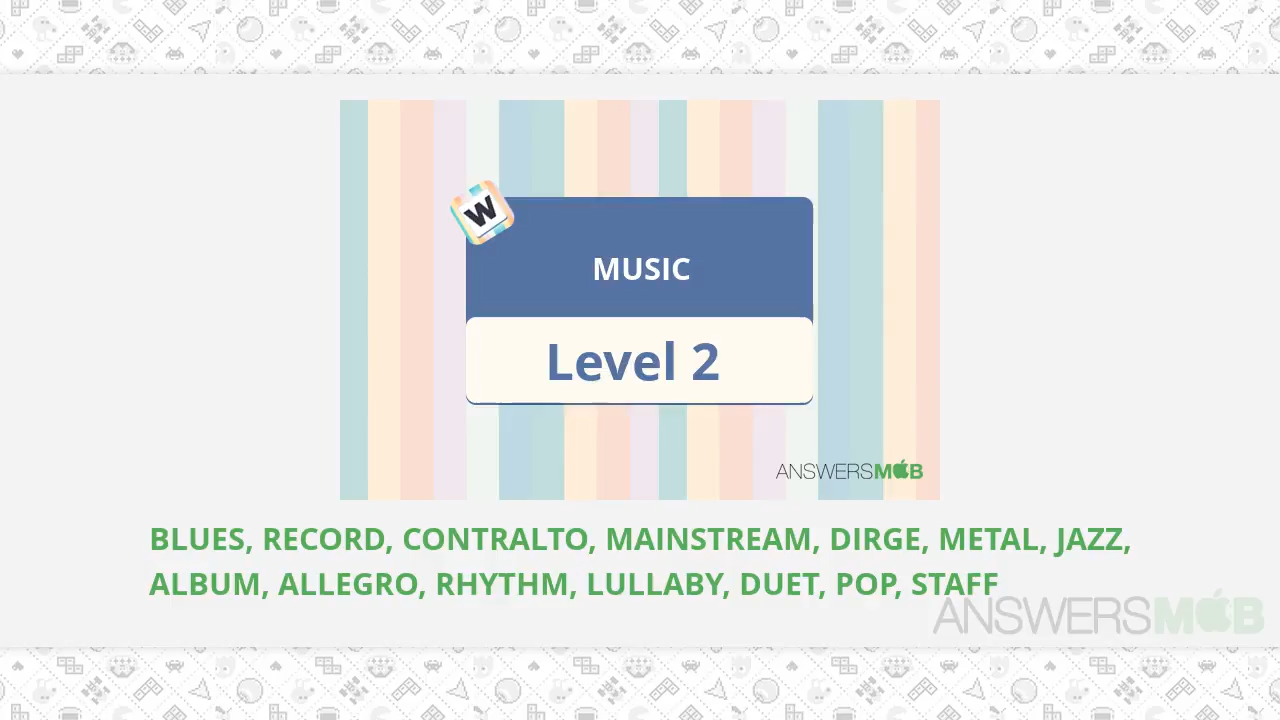 W
MUSIC
Level 2
ANSWERSMOB
BLUES, RECORD, CONTRALTO, MAINSTREAM, DIRGE, METAL, JAZZ,
ALBUM, ALLEGRO, RHYTHM, LULLABY, DUET, POP, STAFF
ANSWERSMOB